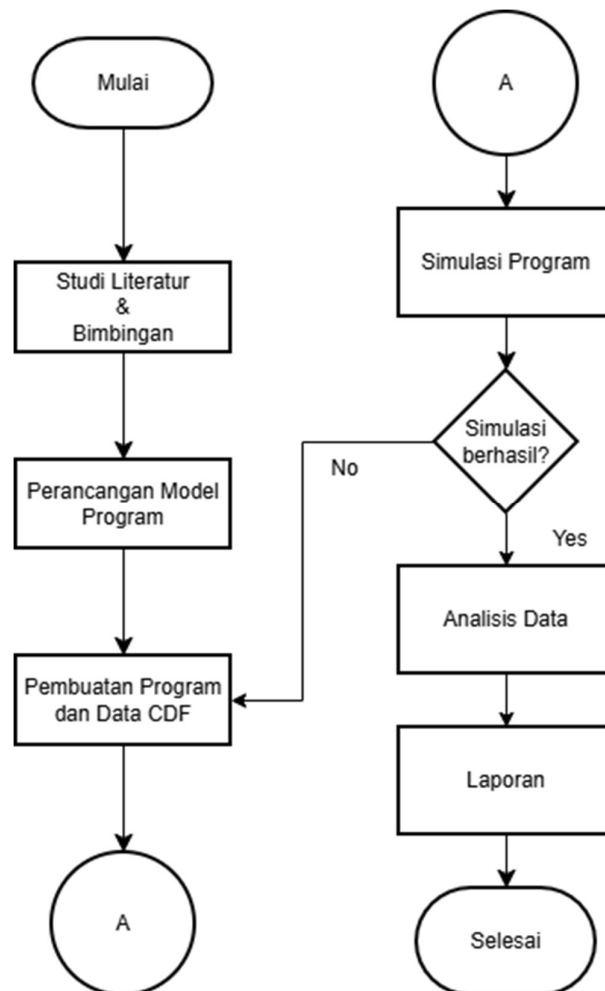 Mulai
Studi Literatur
&
Bimbingan
Perancangan Model
Program
Pembuatan Program
dan Data CDF
A
A
Simulasi Program
Simulasi
berhasil?
No
Yes
Analisis Data
Laporan
Selesai